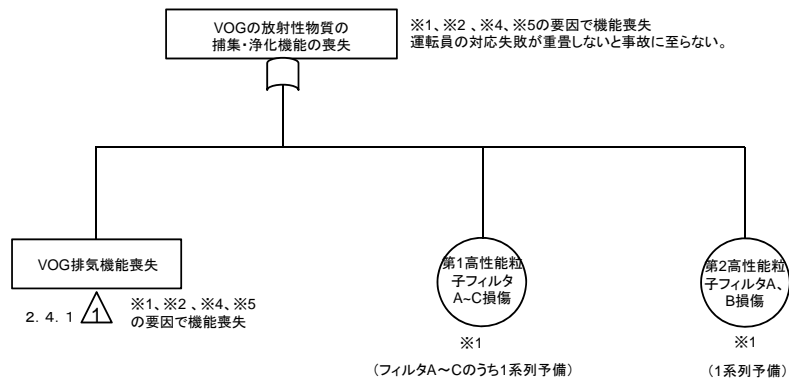 VOGの放射性物質の
捕集・浄化機能の喪失
※1、※2 、※4、※5の要因で機能喪失
運転員の対応失敗が重畳しないと事故に至らない。
VOG排気機能喪失
2. 4. 1 1
※1、※2 、※4、※5
の要因で機能喪失
第1高性能粒
子フィルタ
A~C損傷
※1
(フィルタA~Cのうち1系列予備)
第2高性能粒
子フィルタA、
B損傷
※1
(1系列予備)